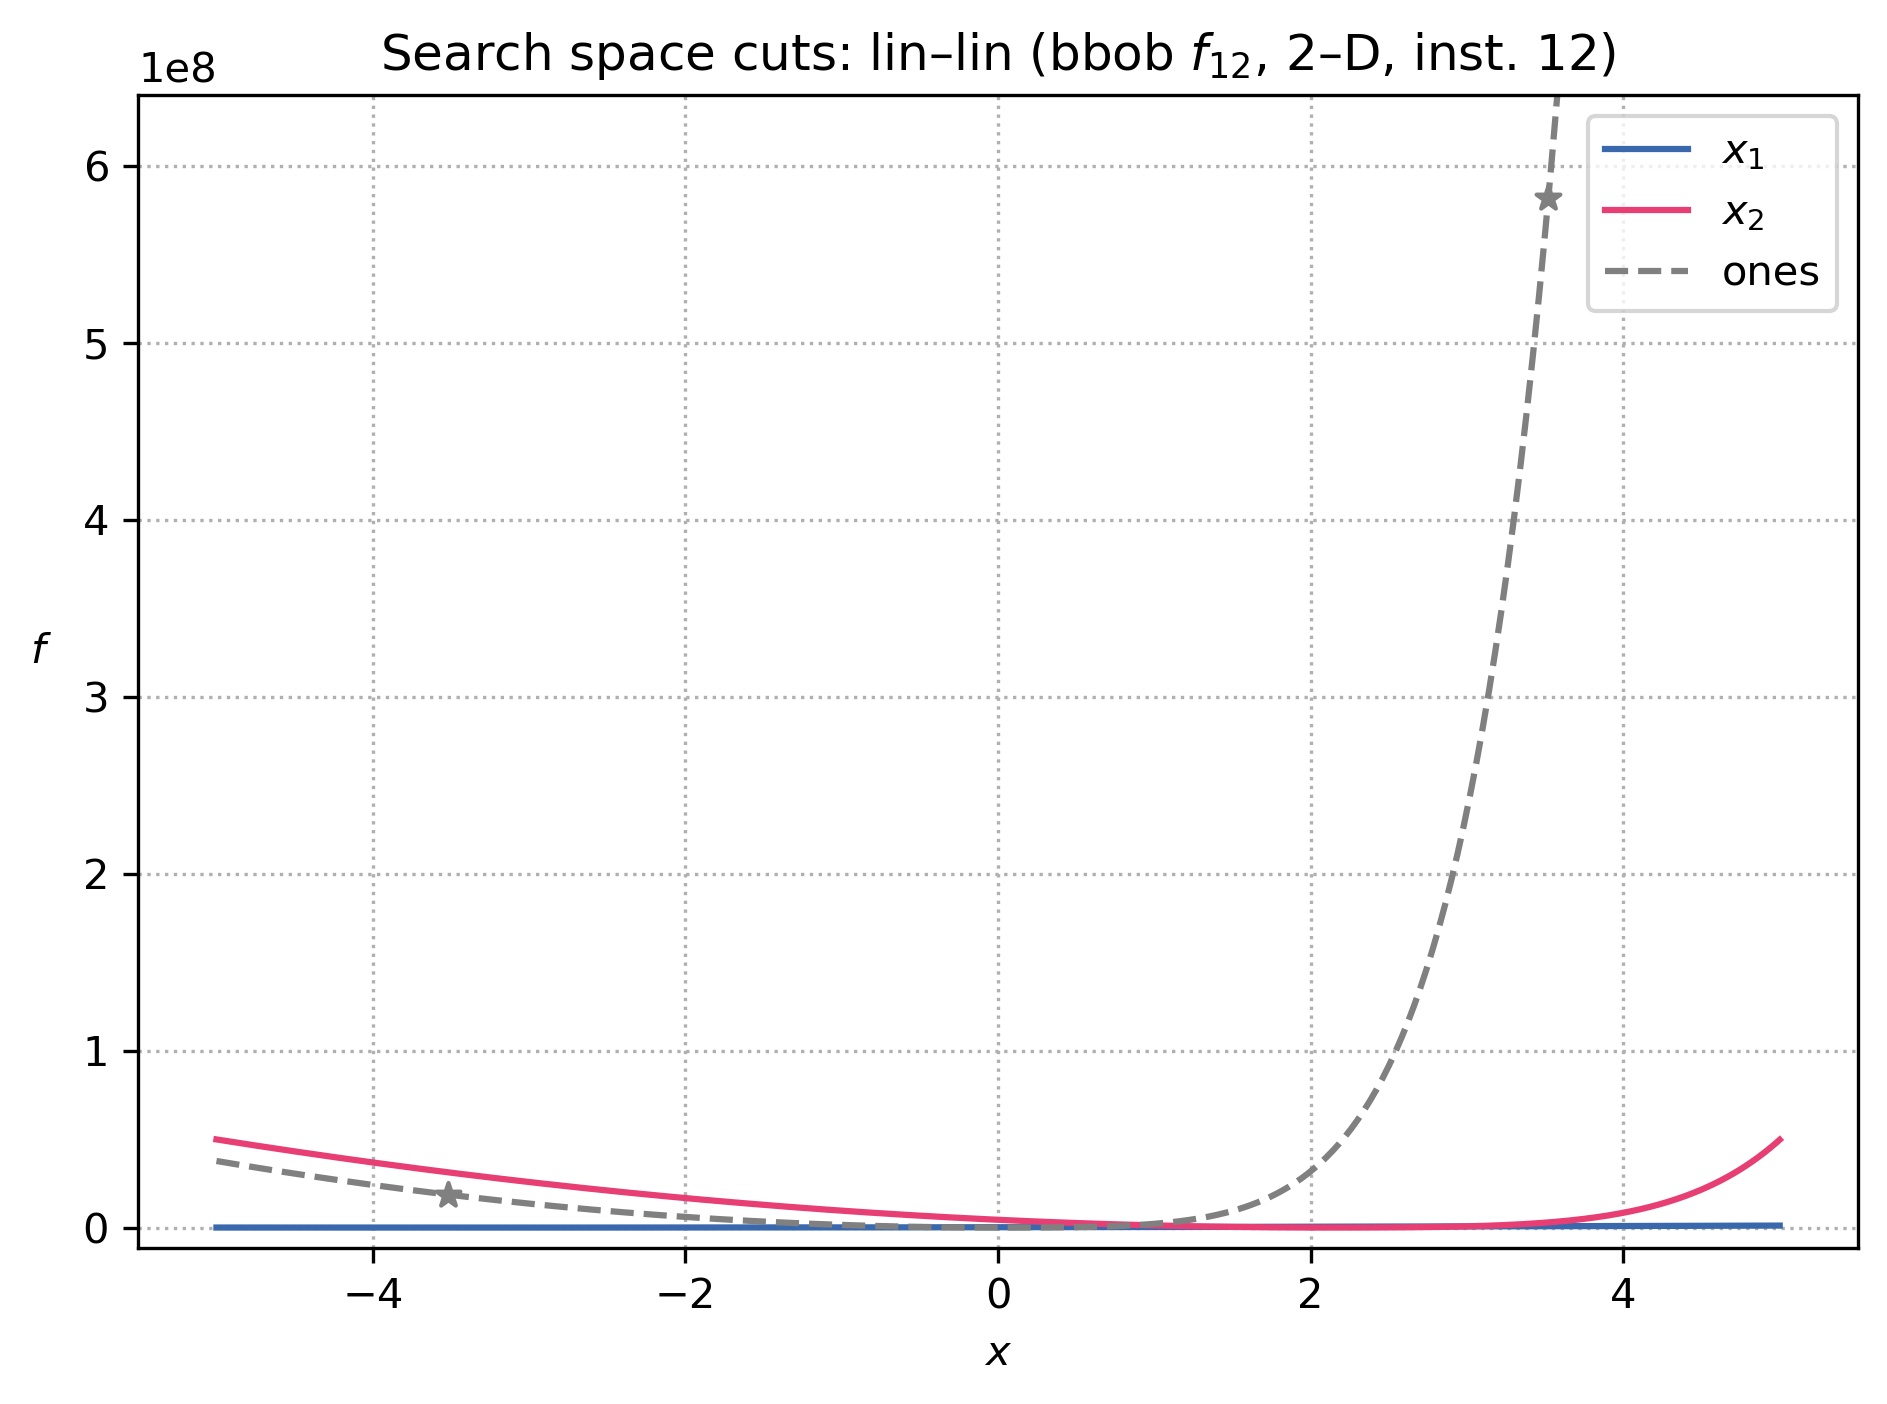 Search space cuts: lin–lin (bbob f₁₂, 2–D, inst. 12)
1e8
6
5
4
3
2
1
0
f
x₁
x₂
ones
−4 −2 0 2 4
x